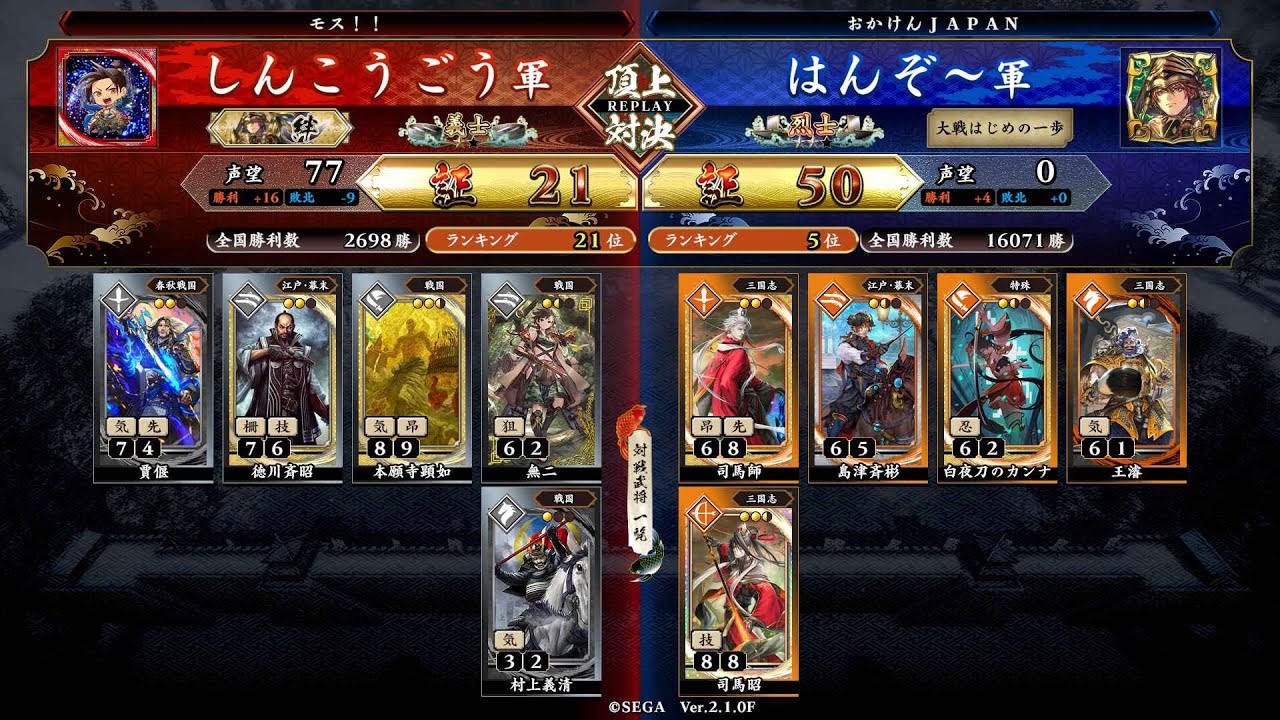 モス!!
おかけんJAPAN
しんこうごう軍
頂上
REPLAY
対決
はんぞ〜軍
絆
義士
烈士
大戦はじめの一歩
声望 77
勝利 +16 敗北 -9
証 21
証 50
声望 0
勝利 +4 敗北 +0
全国勝利数 2698勝
ランキング 21位
ランキング 5位
全国勝利数 16071勝
春秋戦国
気 先
7 4
賈偃
江戸・幕末
柵 技
7 6
徳川斉昭
戦国
気 昂
8 9
本願寺顕如
戦国
狙
6 2
無二
三国志
昂 先
6 8
司馬師
江戸・幕末
6 5
島津斉彬
特殊
忍
6 2
白夜刀のカンナ
三国志
気
6 1
王濬
対戦武将一覧
戦国
気
3 2
村上義清
三国志
技
8 8
司馬昭
©SEGA Ver.2.1.0F